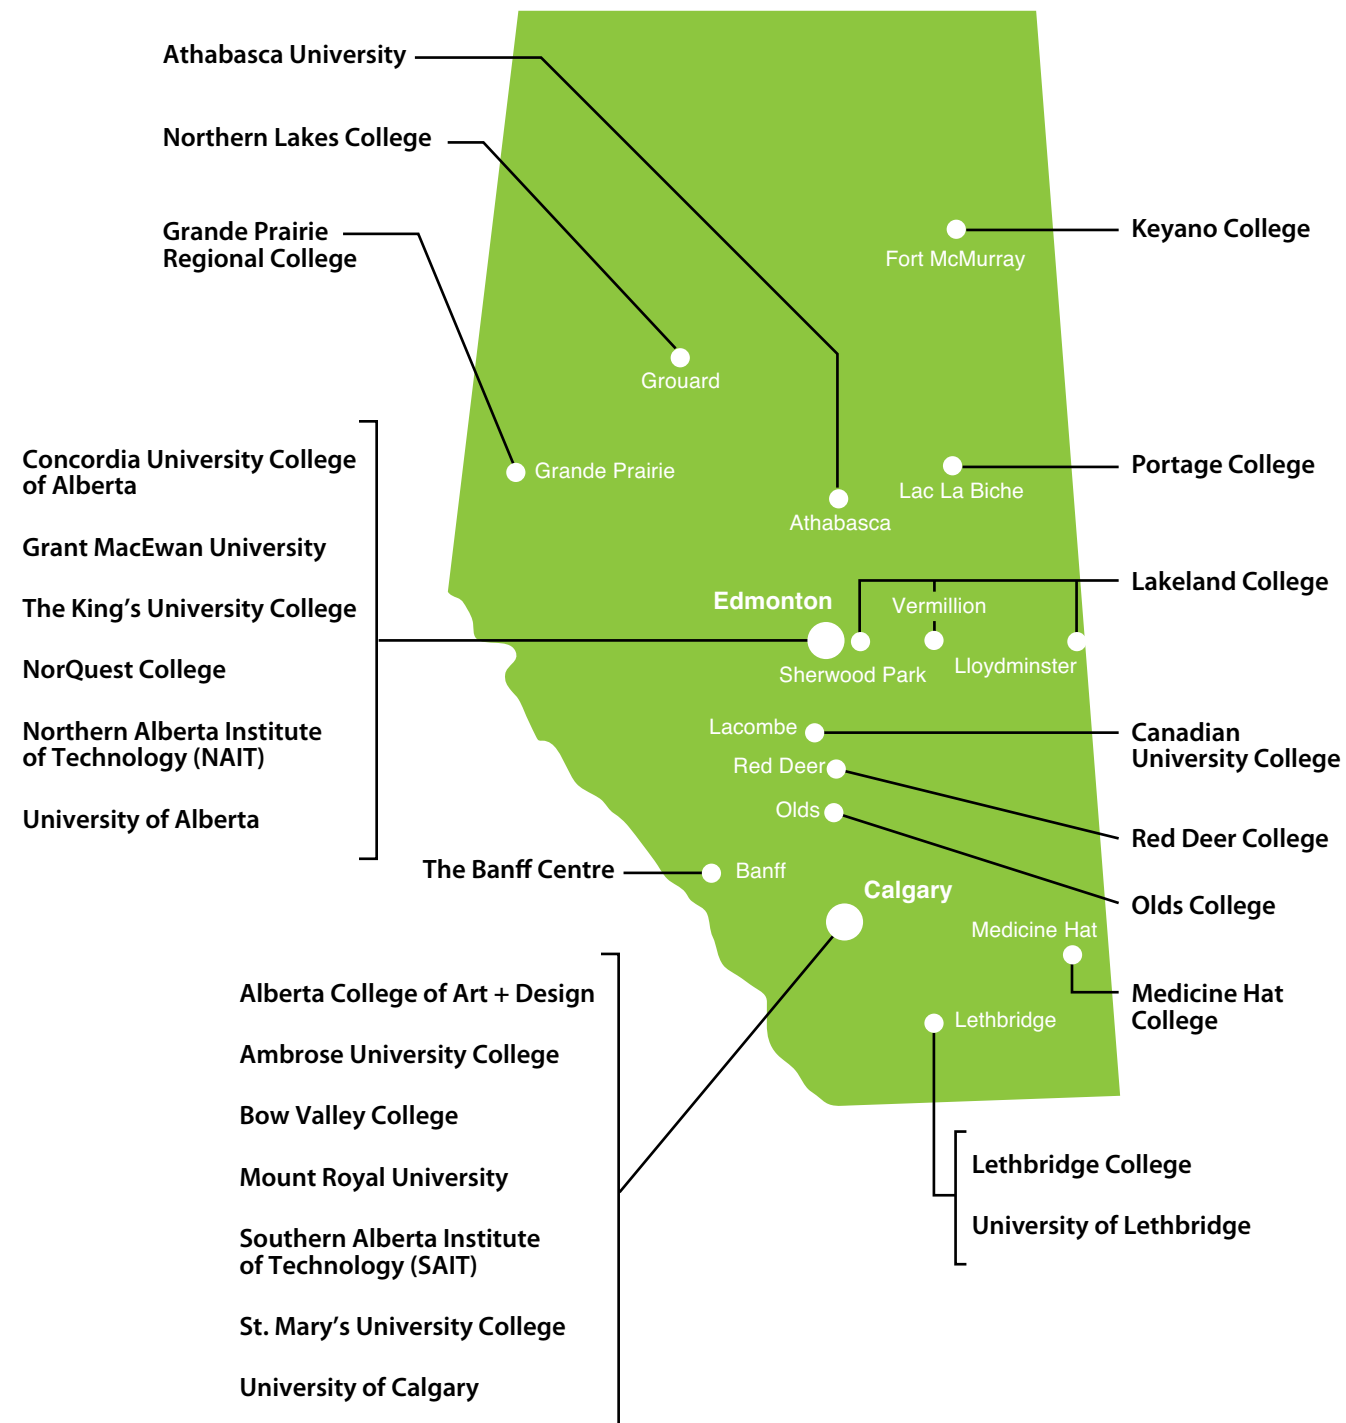 Athabasca University
Northern Lakes College
Grande Prairie
Regional College
Keyano College
Fort McMurray
Grouard
Concordia University College
of Alberta
Grant MacEwan University
The King’s University College
NorQuest College
Northern Alberta Institute
of Technology (NAIT)
University of Alberta
Grande Prairie
Portage College
Lac La Biche
Athabasca
Lakeland College
Edmonton
Vermillion
Sherwood Park
Lloydminster
Lacombe
Canadian
University College
Red Deer
Olds
Red Deer College
The Banff Centre
Banff
Calgary
Olds College
Medicine Hat
Medicine Hat
College
Lethbridge
Alberta College of Art + Design
Ambrose University College
Bow Valley College
Mount Royal University
Southern Alberta Institute
of Technology (SAIT)
St. Mary’s University College
University of Calgary
Lethbridge College
University of Lethbridge